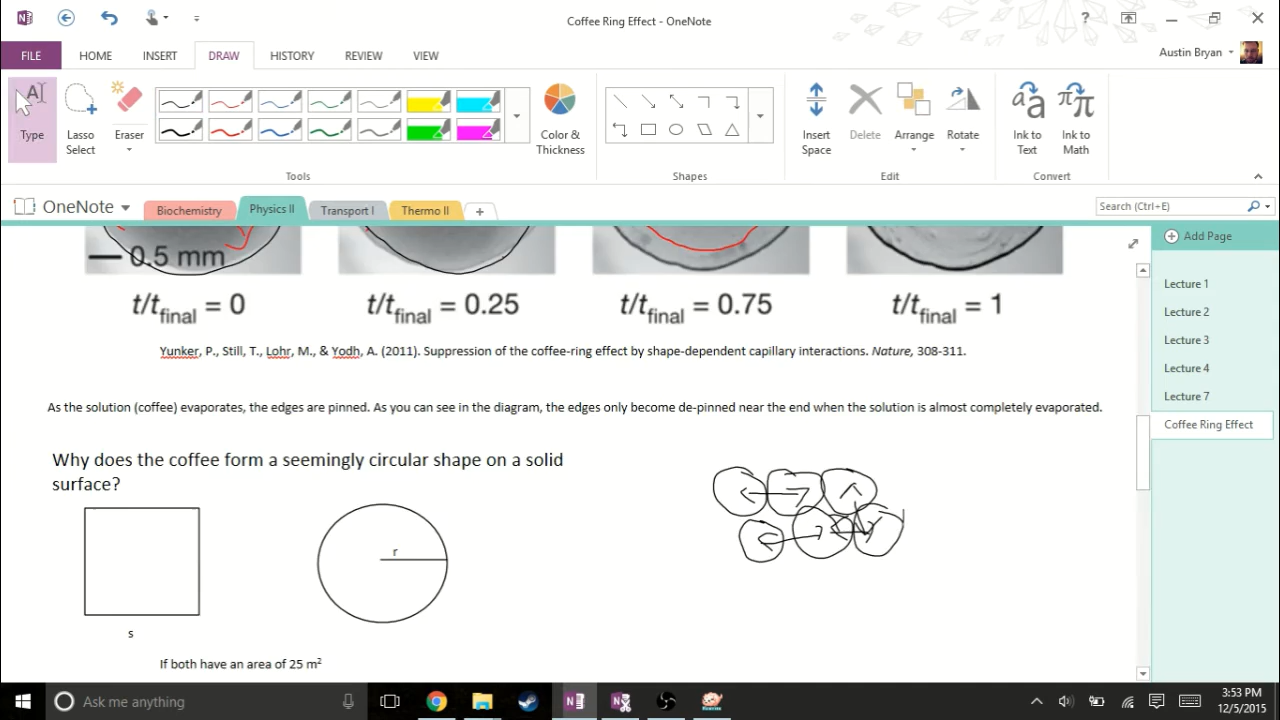 Coffee Ring Effect - OneNote
?
FILE HOME INSERT DRAW HISTORY REVIEW VIEW
Austin Bryan
Type
Lasso Select
Eraser
Color & Thickness
Insert Space
Delete
Arrange
Rotate
Ink to Text
Ink to Math
Tools
Shapes
Edit
Convert
OneNote
Biochemistry
Physics II
Transport I
Thermo II
+
Search (Ctrl+E)
Add Page
Lecture 1
Lecture 2
Lecture 3
Lecture 4
Lecture 7
Coffee Ring Effect
0.5 mm
t/tfinal = 0
t/tfinal = 0.25
t/tfinal = 0.75
t/tfinal = 1
Yunker, P., Still, T., Lohr, M., & Yodh, A. (2011). Suppression of the coffee-ring effect by shape-dependent capillary interactions. Nature, 308-311.
As the solution (coffee) evaporates, the edges are pinned. As you can see in the diagram, the edges only become de-pinned near the end when the solution is almost completely evaporated.
Why does the coffee form a seemingly circular shape on a solid
surface?
r
s
If both have an area of 25 m²
Ask me anything
3:53 PM
12/5/2015